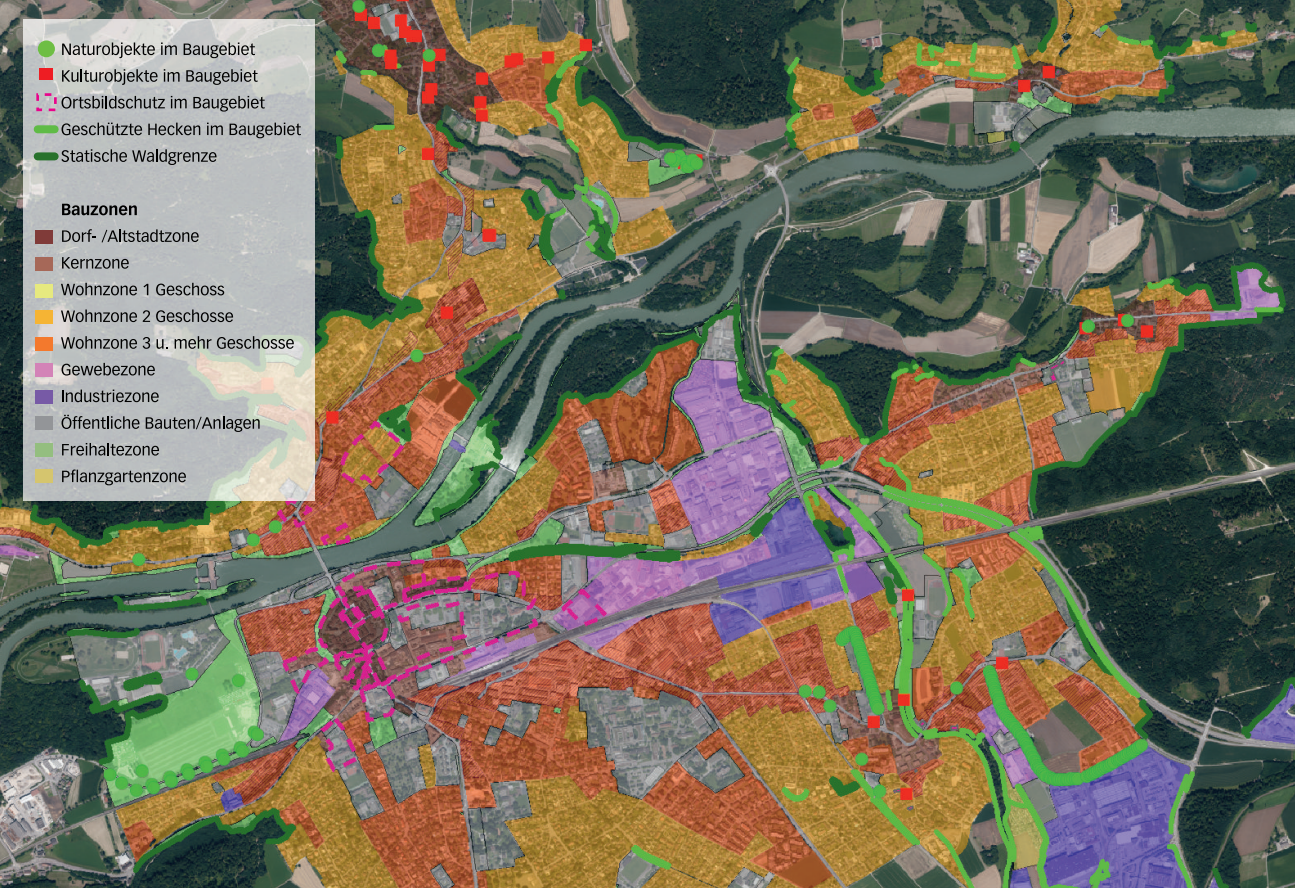 Naturobjekte im Baugebiet
Kulturobjekte im Baugebiet
Ortsbildschutz im Baugebiet
Geschützte Hecken im Baugebiet
Statische Waldgrenze
Bauzonen
Dorf- /Altstadtzone
Kernzone
Wohnzone 1 Geschoss
Wohnzone 2 Geschosse
Wohnzone 3 u. mehr Geschosse
Gewebezone
Industriezone
Öffentliche Bauten/Anlagen
Freihaltezone
Pflanzgartenzone